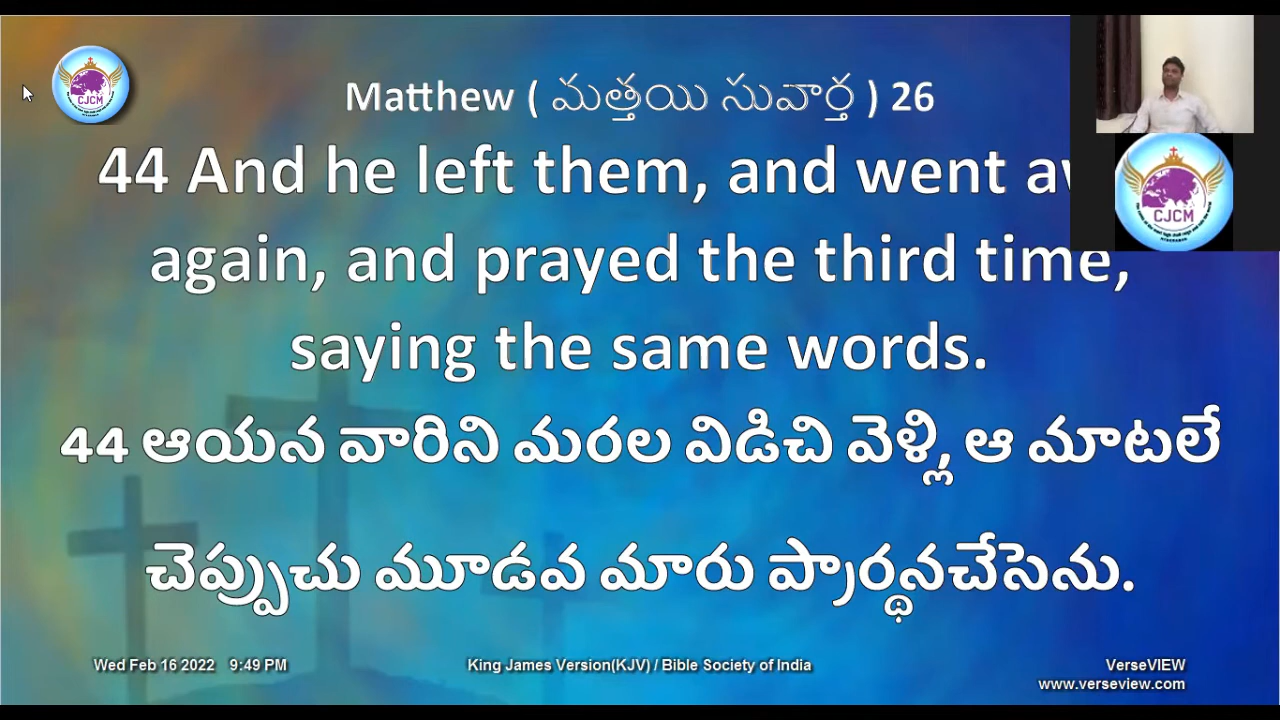 CJCM
Matthew ( మత్తయి సువార్త ) 26
44 And he left them, and went
again, and prayed the third time,
saying the same words.
44 ఆయన వారిని మరల విడిచి వెళ్లి, ఆ మాటలే
చెప్పుచు మూడవ మారు ప్రార్థనచేసెను.
Wed Feb 16 2022 9:49 PM
King James Version(KJV) / Bible Society of India
VerseVIEW
www.verseview.com
CJCM
HYDERABAD